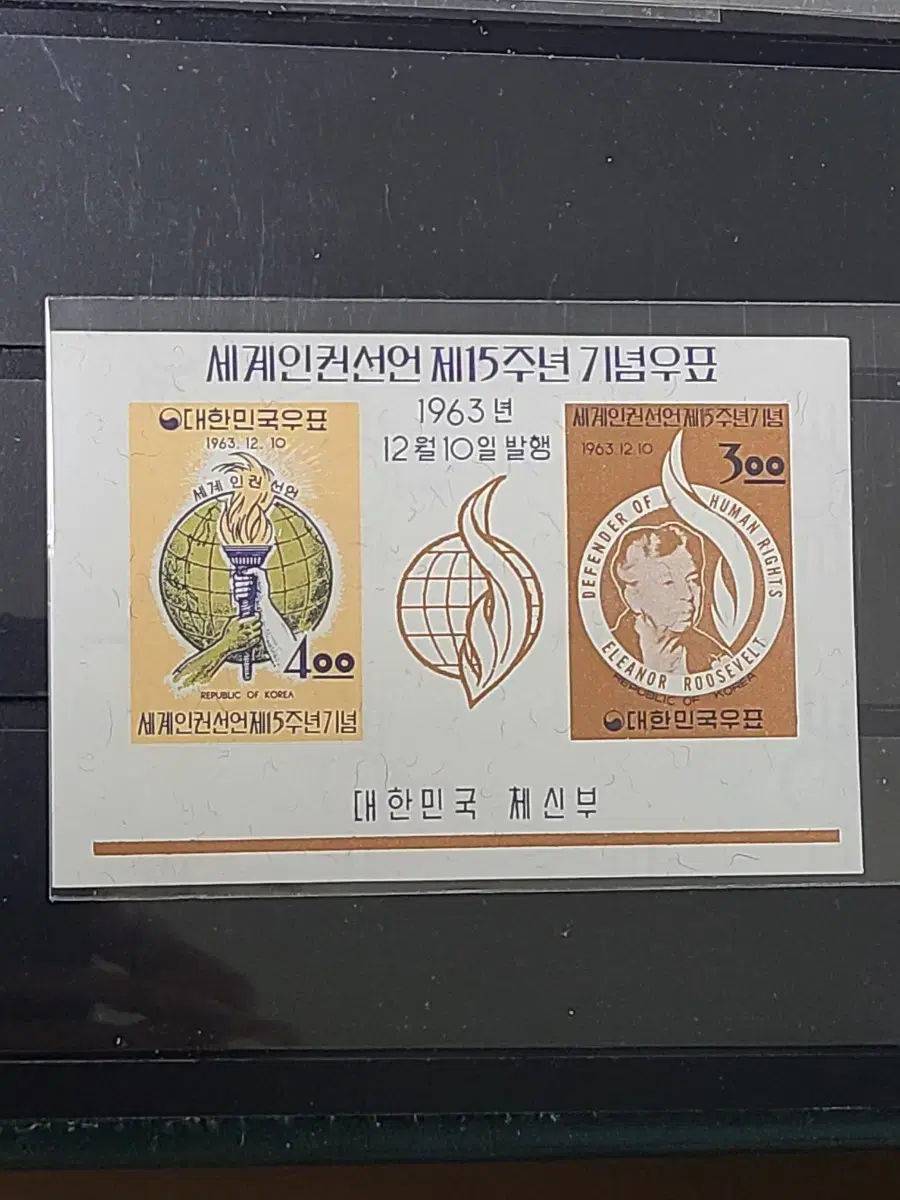 세계인권선언 제15주년 기념우표
1963년
12월 10일 발행
대한민국우표
1963. 12. 10
세계인권선언
4.00
REPUBLIC OF KOREA
세계인권선언제15주년기념
세계인권선언제15주년기념
1963.12.10
3.00
DEFENDER OF HUMAN RIGHTS
ELEANOR ROOSEVELT
REPUBLIC OF KOREA
대한민국우표
대한민국 체신부